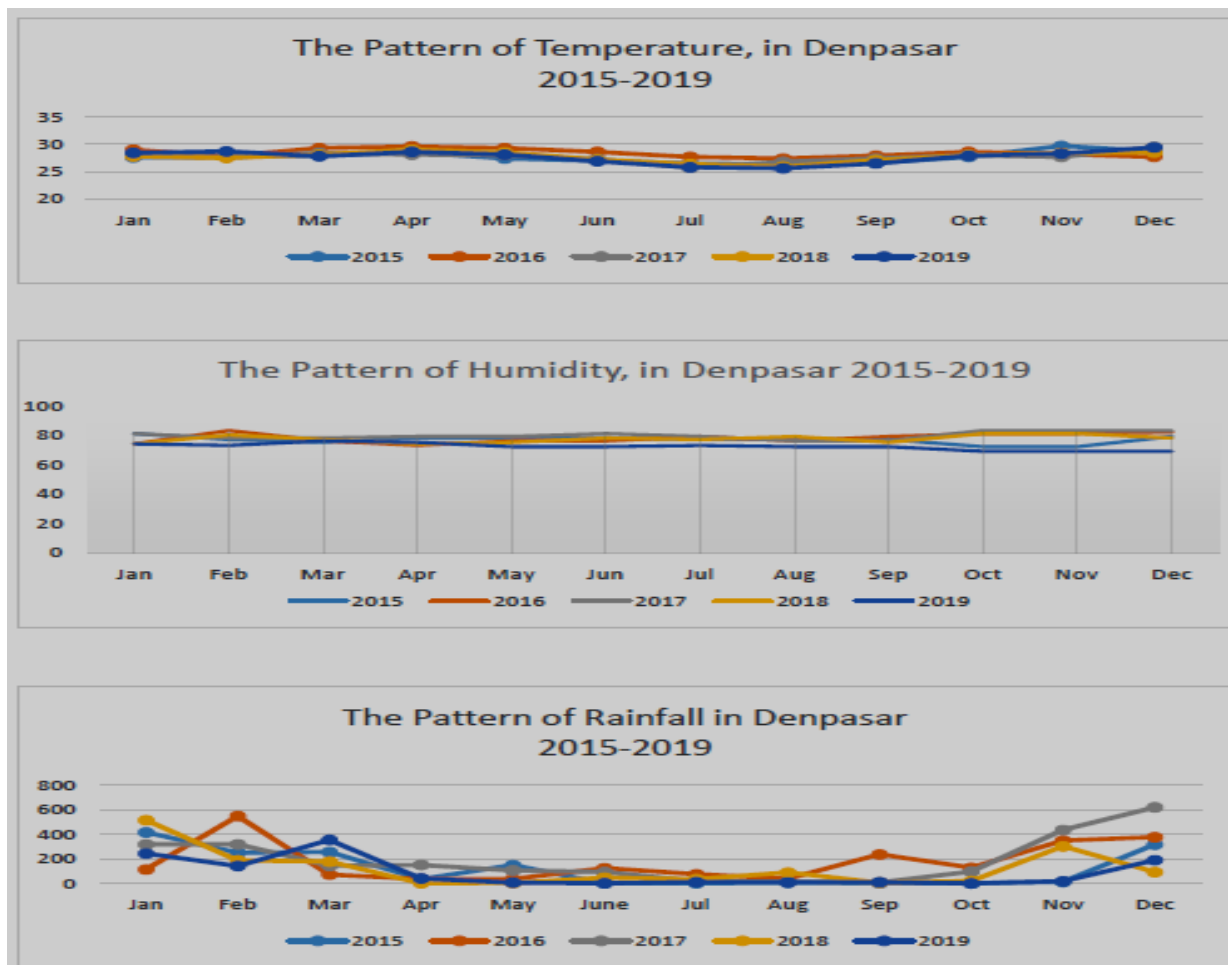 The Pattern of Temperature, in Denpasar
2015-2019
35
30
25
20
Jan Feb Mar Apr May Jun Jul Aug Sep Oct Nov Dec
2015 2016 2017 2018 2019
The Pattern of Humidity, in Denpasar 2015-2019
100
80
60
40
20
0
Jan Feb Mar Apr May Jun Jul Aug Sep Oct Nov Dec
2015 2016 2017 2018 2019
The Pattern of Rainfall in Denpasar
2015-2019
800
600
400
200
0
Jan Feb Mar Apr May June Jul Aug Sep Oct Nov Dec
2015 2016 2017 2018 2019